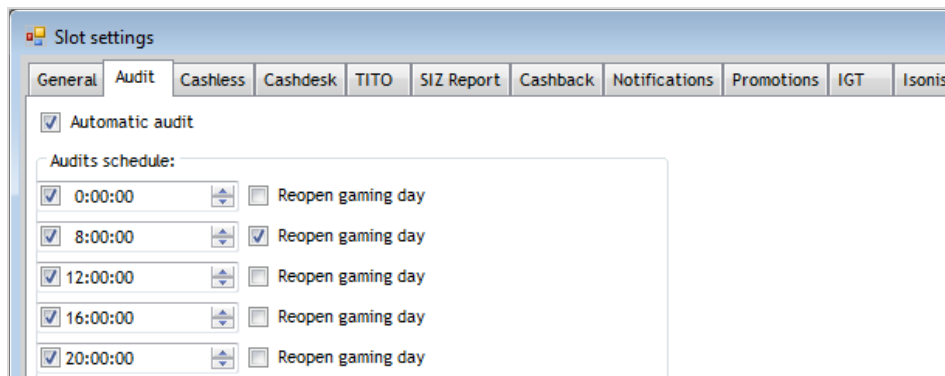 Slot settings
General Audit Cashless Cashdesk TITO SIZ Report Cashback Notifications Promotions IGT
Automatic audit
Audits schedule:
0:00:00 Reopen gaming day
8:00:00 Reopen gaming day
12:00:00 Reopen gaming day
16:00:00 Reopen gaming day
20:00:00 Reopen gaming day